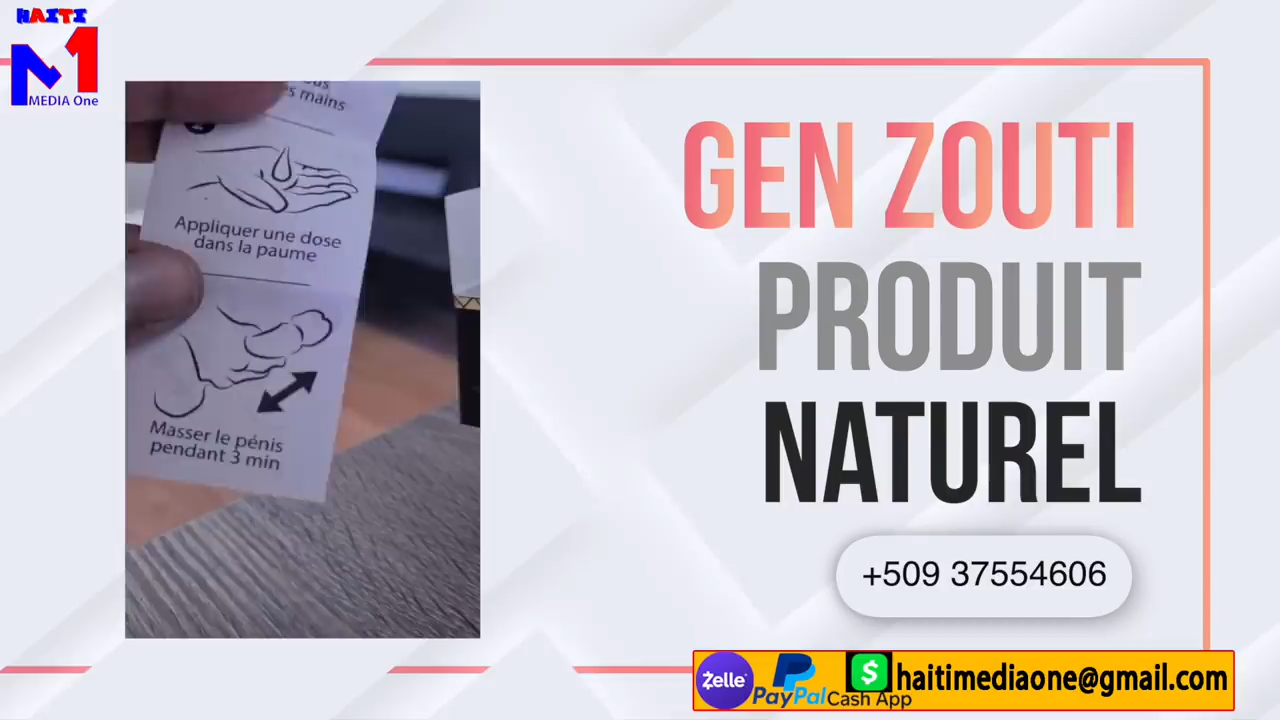 HAITI
M1
MEDIA One
s mains
Appliquer une dose
dans la paume
Masser le pénis
pendant 3 min
GEN ZOUTI
PRODUIT
NATUREL
+509 37554606
Zelle
PayPal
Cash App
haitimediaone@gmail.com